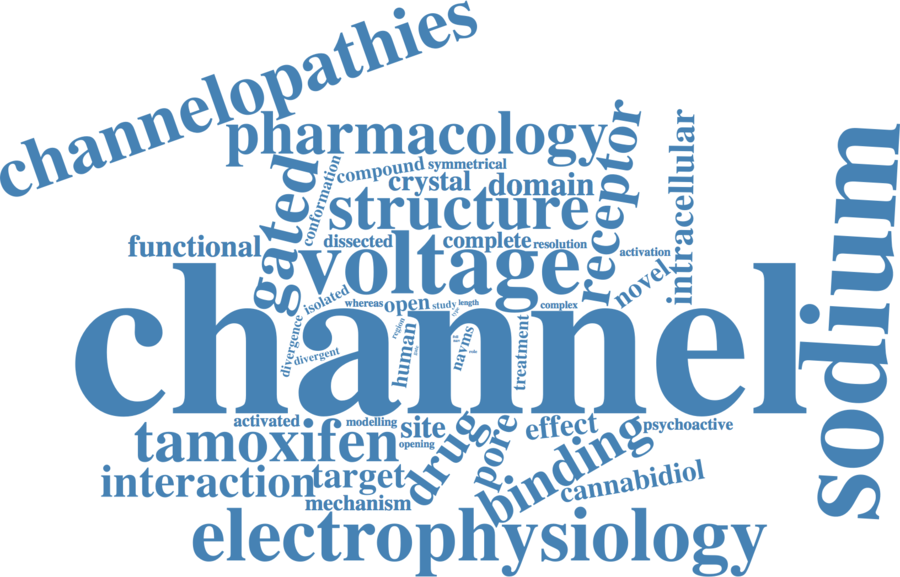 channelopathies
pharmacology
receptor
intracellular
sodium
gated
conformation
compound
symmetrical
crystal
domain
structure
functional
dissected
complete
resolution
activation
voltage
novel
isolated
whereas
open
study
length
complex
channel
divergence
divergent
region
human
navms
treatment
activated
modelling
site
opening
drug
pore
effect
psychoactive
tamoxifen
binding
interaction
target
cannabidiol
mechanism
electrophysiology